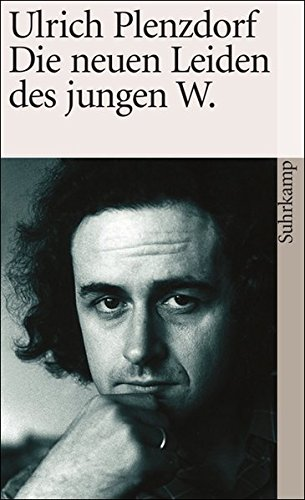 Ulrich Plenzdorf
Die neuen Leiden
des jungen W.
Suhrkamp